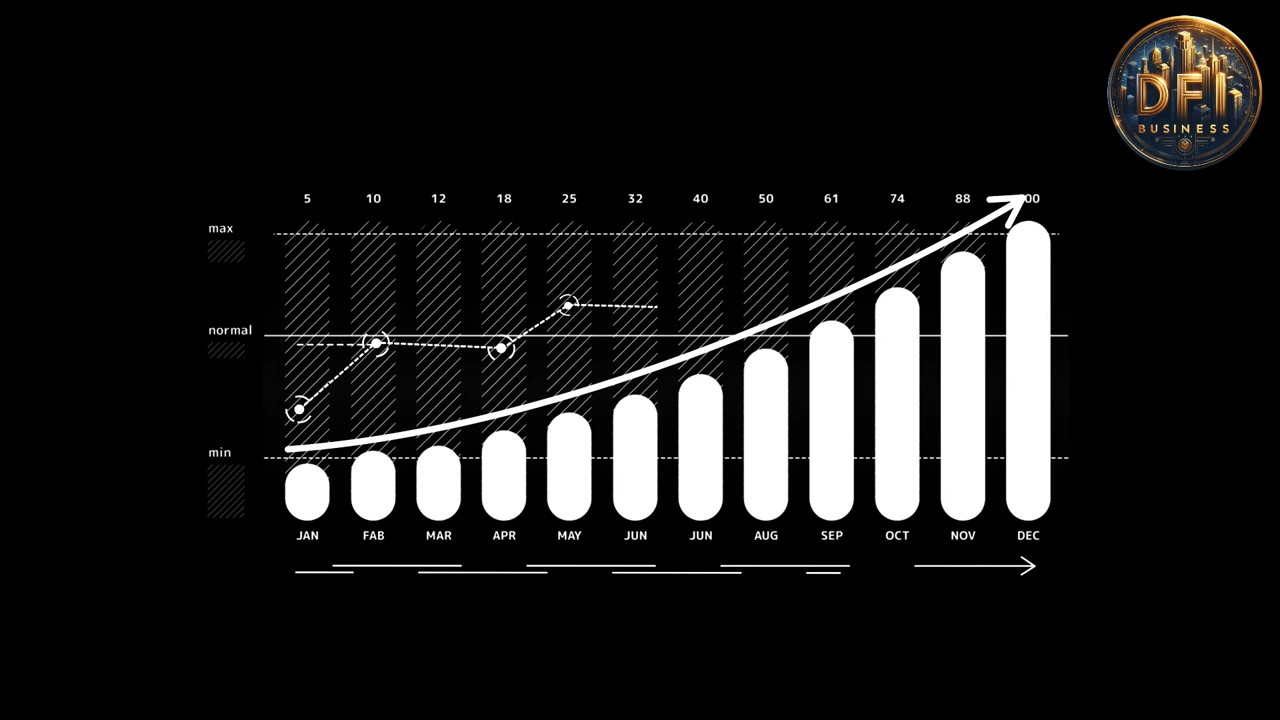 DFI
BUSINESS
5 10 12 18 25 32 40 50 61 74 88 00
max
normal
min
JAN FAB MAR APR MAY JUN JUN AUG SEP OCT NOV DEC